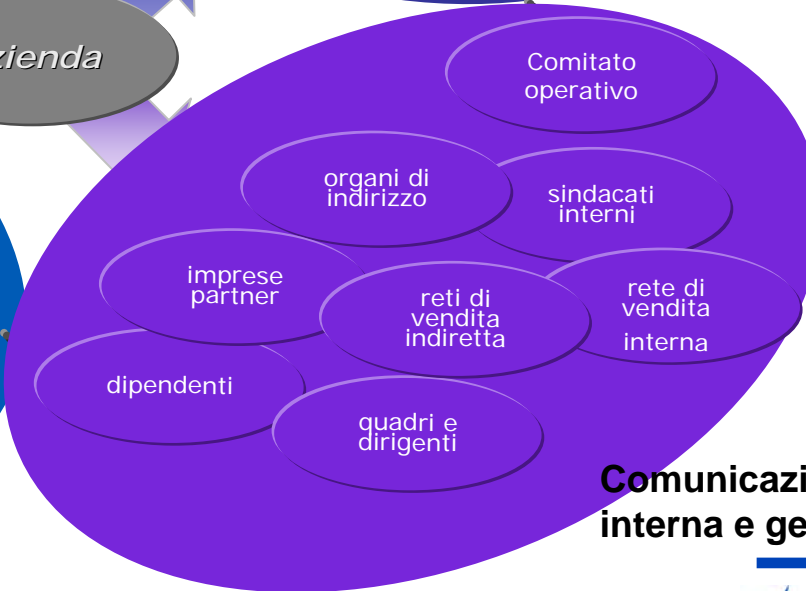 zienda
Comitato
operativo
organi di
indirizzo
sindacati
interni
imprese
partner
reti di
vendita
indiretta
rete di
vendita
interna
dipendenti
quadri e
dirigenti
Comunicazi
interna e ge